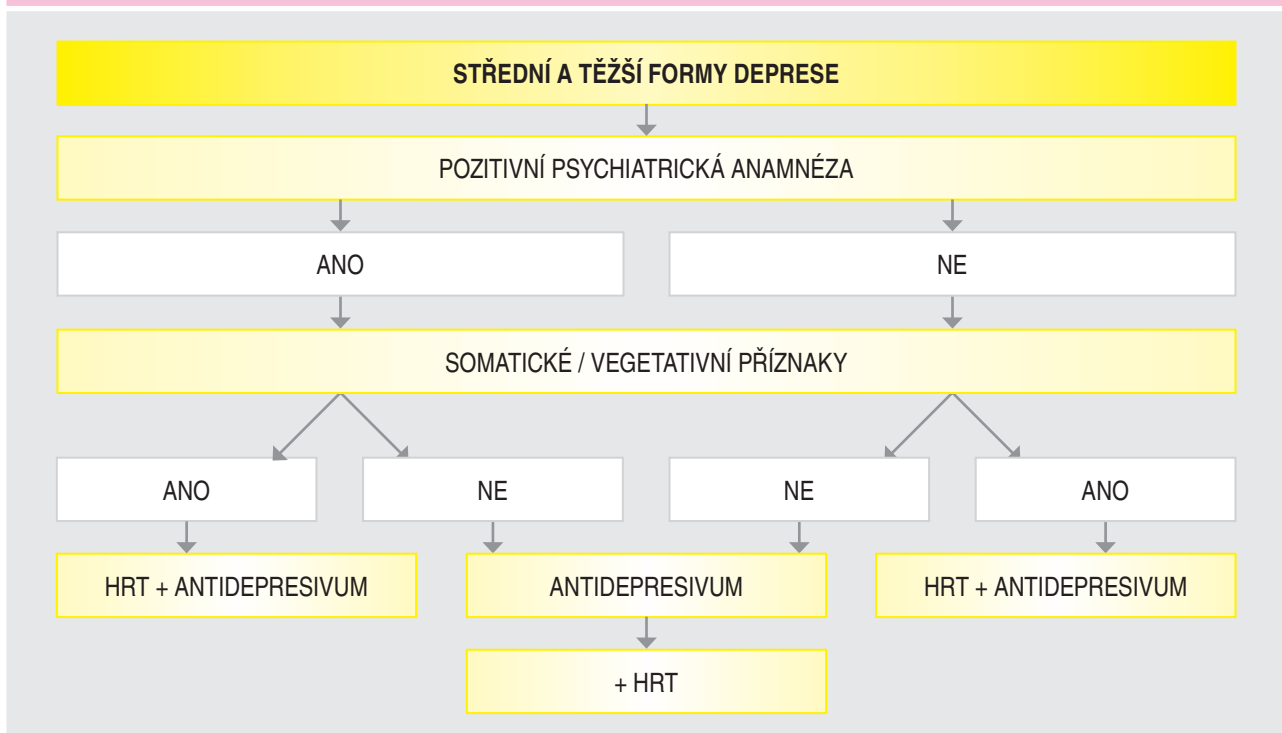 STŘEDNÍ A TĚŽŠÍ FORMY DEPRESE
POZITIVNÍ PSYCHIATRICKÁ ANAMNÉZA
ANO
NE
SOMATICKÉ / VEGETATIVNÍ PŘÍZNAKY
ANO
NE
NE
ANO
HRT + ANTIDEPRESIVUM
ANTIDEPRESIVUM
HRT + ANTIDEPRESIVUM
+ HRT